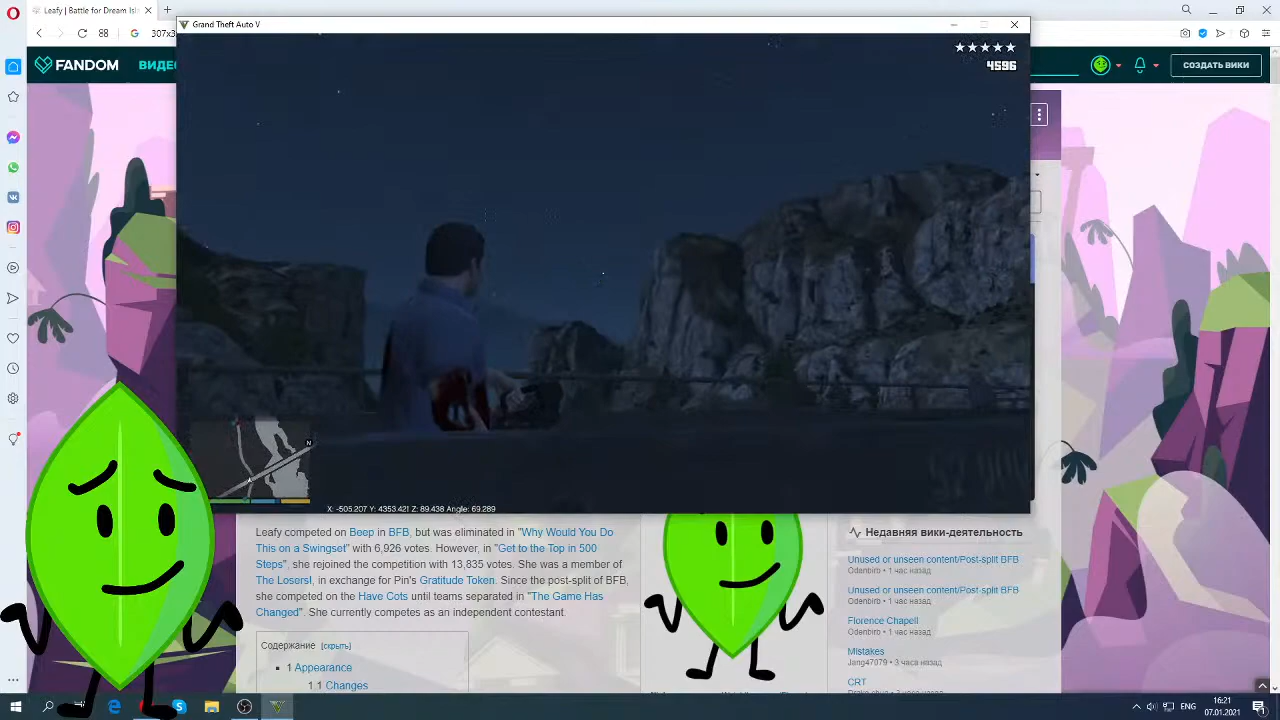 Leafy | Battle for Dream Isl
307x3
Grand Theft Auto V
4596
FANDOM
ВИДЕ
СОЗДАТЬ ВИКИ
N
X: -505.207 Y: 4353.421 Z: 89.438 Angle: 69.289
Leafy competed on Beep in BFB, but was eliminated in "Why Would You Do
This on a Swingset" with 6,926 votes. However, in "Get to the Top in 500
Steps", she rejoined the competition with 13,835 votes. She was a member of
The Losers!, in exchange for Pin's Gratitude Token. Since the post-split of BFB,
she competed on the Have Cots until teams separated in "The Game Has
Changed". She currently competes as an independent contestant.
Содержание [скрыть]
1 Appearance
1.1 Changes
Недавняя вики-деятельность
Unused or unseen content/Post-split BFB
Odenbirb • 1 час назад
Unused or unseen content/Post-split BFB
Odenbirb • 1 час назад
Florence Chapell
Odenbirb • 1 час назад
Mistakes
Jang47079 • 3 часа назад
CRT
ENG
16:21
07.01.2021